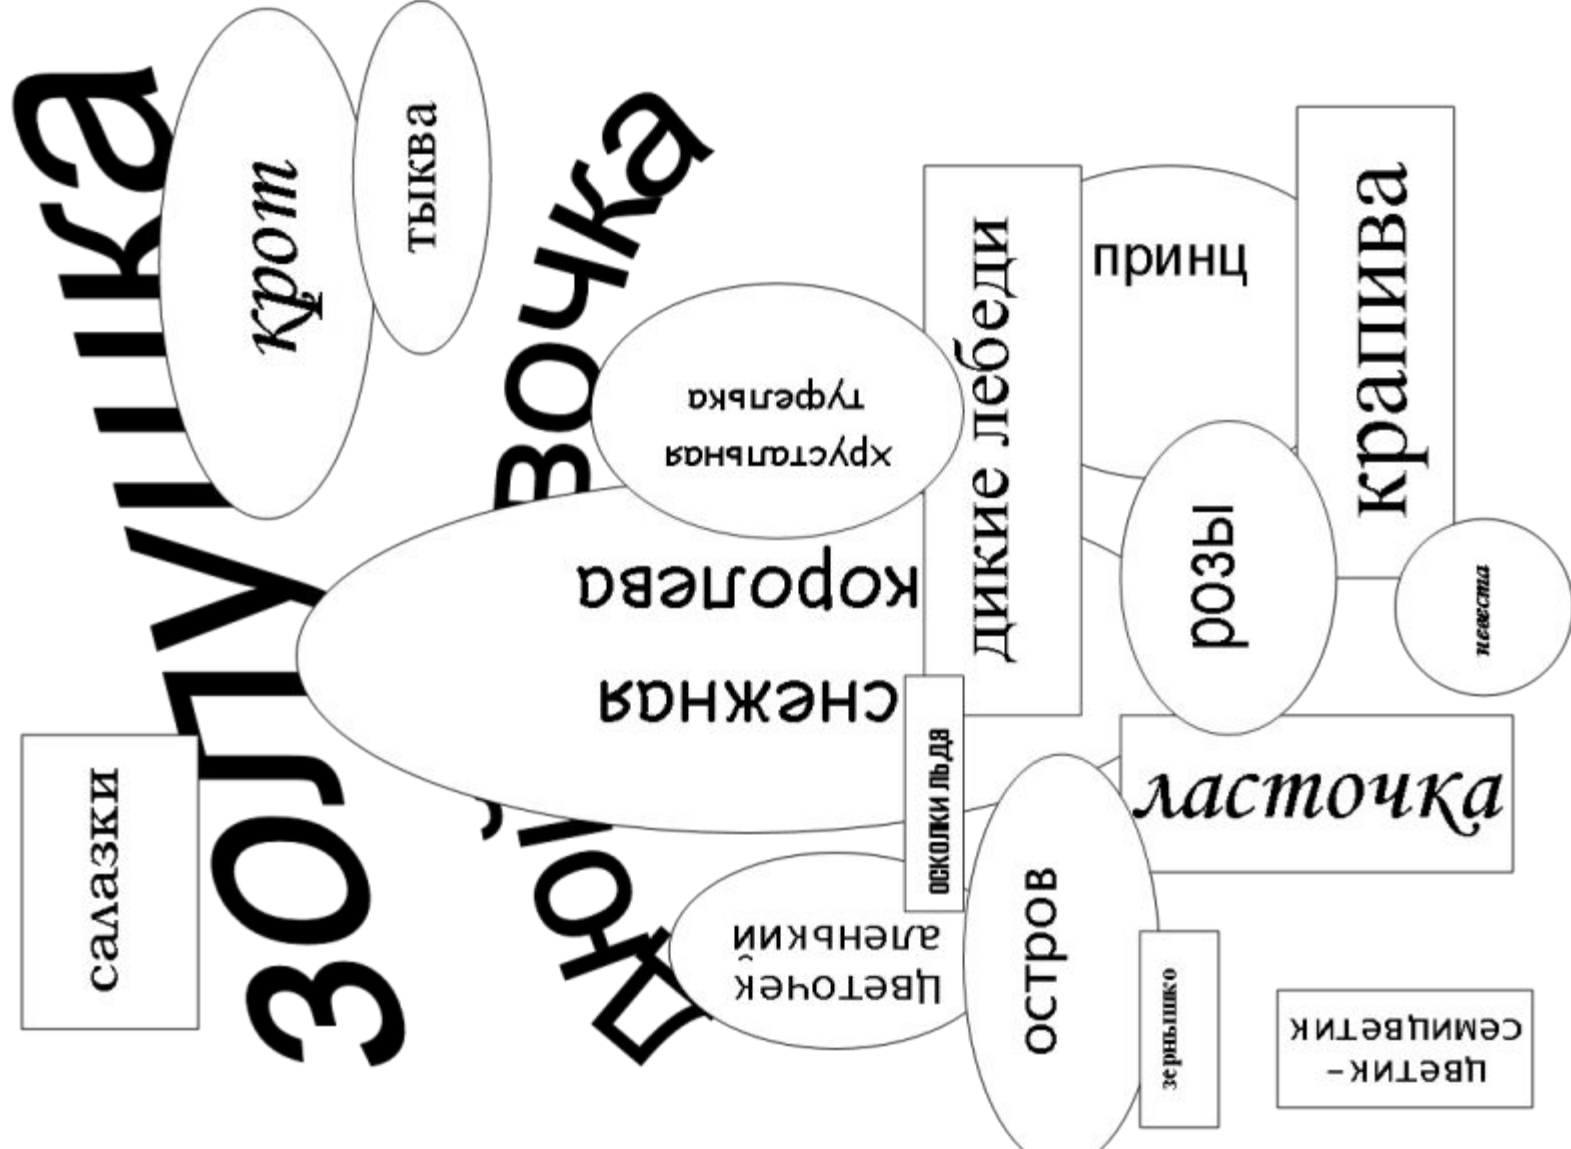 золушка
крот
тыква
хрустальная
туфелька
дикие лебеди
принц
крапива
снежная
королева
розы
невеста
салазки
осколки льда
ласточка
Цветочек
аленький
остров
зернышко
цветик-
семицветик